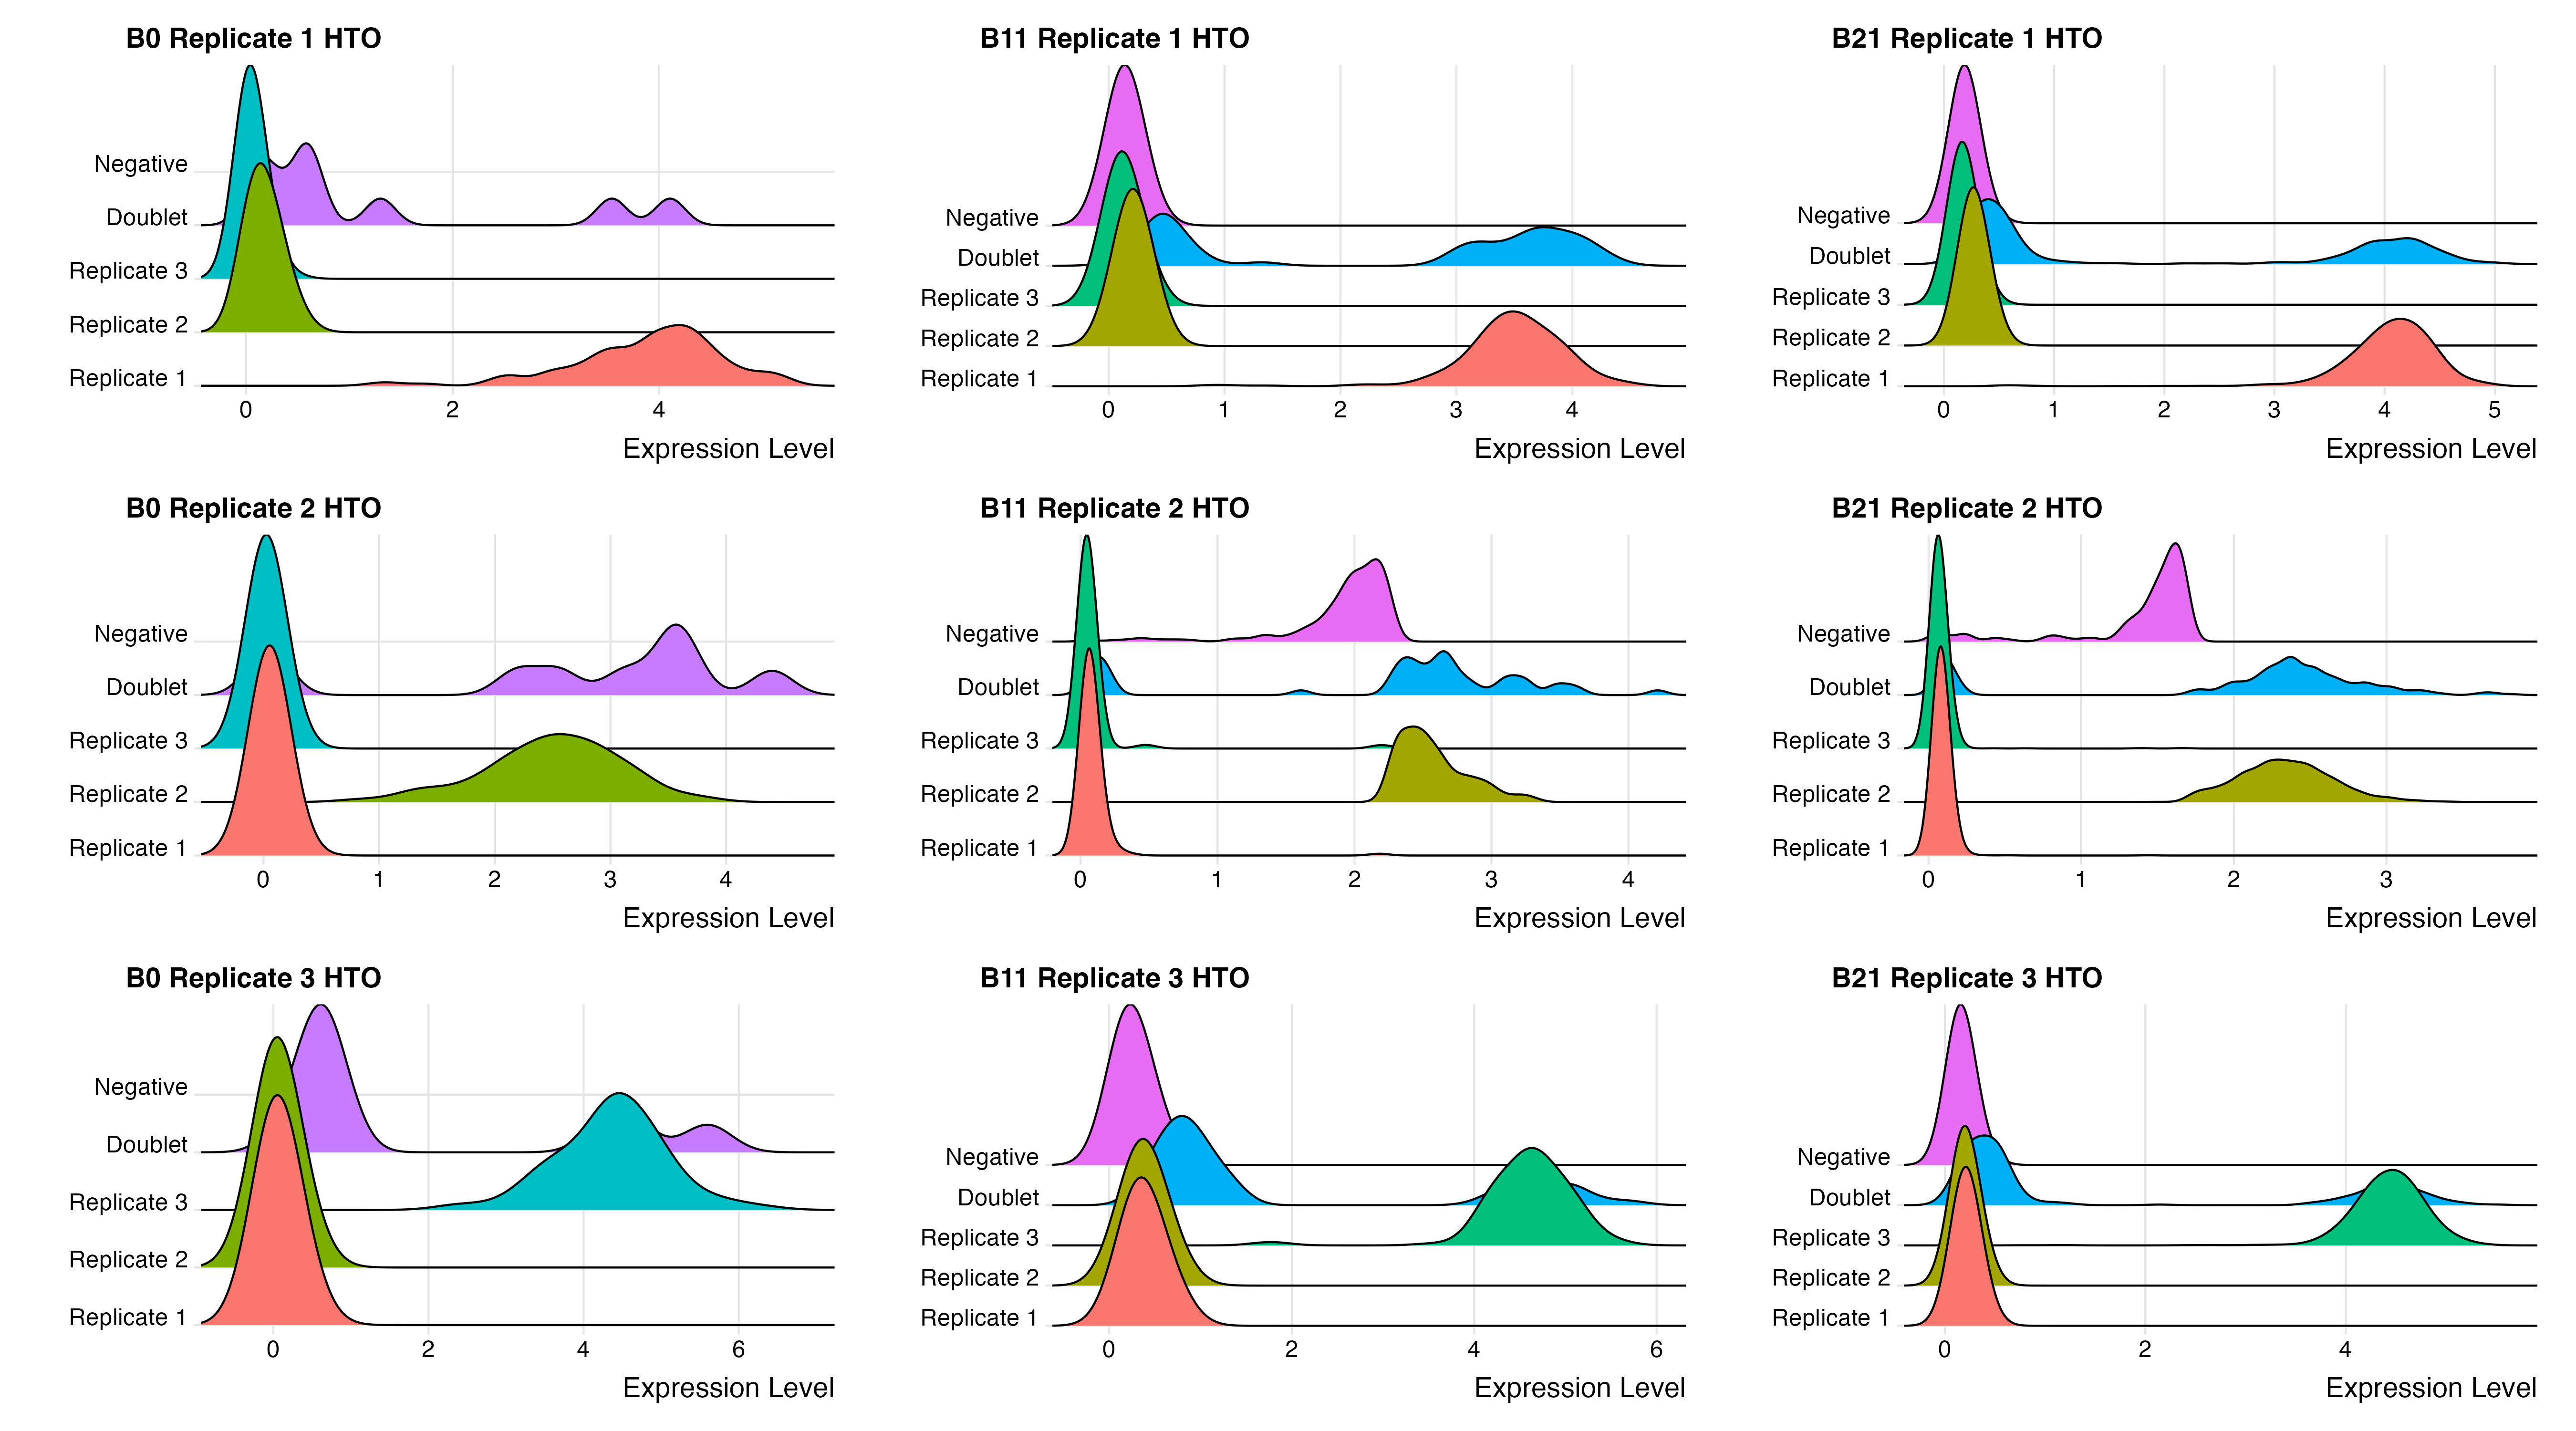 B0 Replicate 1 HTO
Negative
Doublet
Replicate 3
Replicate 2
Replicate 1
0 2 4
Expression Level
B11 Replicate 1 HTO
Negative
Doublet
Replicate 3
Replicate 2
Replicate 1
0 1 2 3 4
Expression Level
B21 Replicate 1 HTO
Negative
Doublet
Replicate 3
Replicate 2
Replicate 1
0 1 2 3 4 5
Expression Level
B0 Replicate 2 HTO
Negative
Doublet
Replicate 3
Replicate 2
Replicate 1
0 1 2 3 4
Expression Level
B11 Replicate 2 HTO
Negative
Doublet
Replicate 3
Replicate 2
Replicate 1
0 1 2 3 4
Expression Level
B21 Replicate 2 HTO
Negative
Doublet
Replicate 3
Replicate 2
Replicate 1
0 1 2 3
Expression Level
B0 Replicate 3 HTO
Negative
Doublet
Replicate 3
Replicate 2
Replicate 1
0 2 4 6
Expression Level
B11 Replicate 3 HTO
Negative
Doublet
Replicate 3
Replicate 2
Replicate 1
0 2 4 6
Expression Level
B21 Replicate 3 HTO
Negative
Doublet
Replicate 3
Replicate 2
Replicate 1
0 2 4
Expression Level